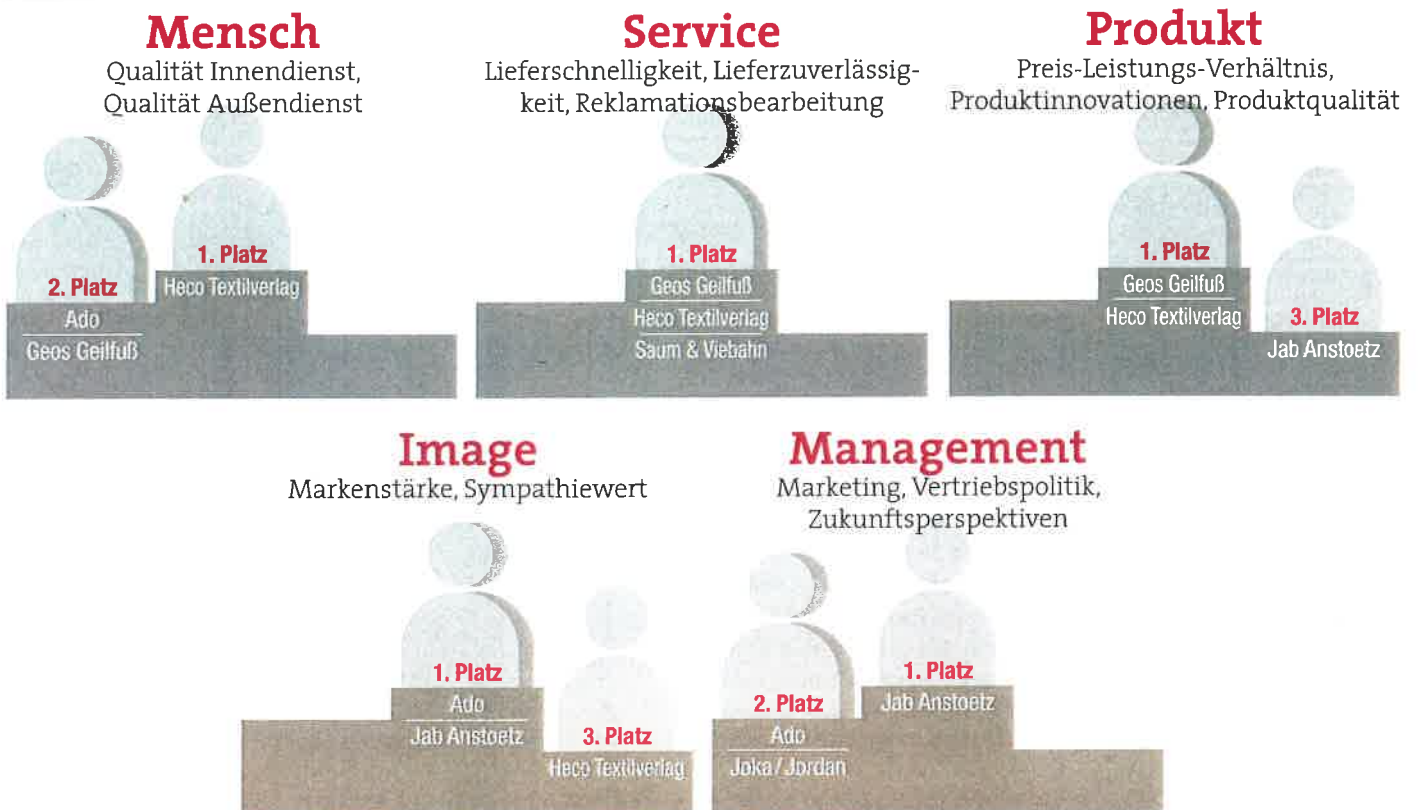 Mensch
Qualität Innendienst,
Qualität Außendienst
2. Platz
Ado
Geos Geilfuß
1. Platz
Heco Textilverlag
Service
Lieferschnelligkeit, Lieferzuverlässig-
keit, Reklamationsbearbeitung
1. Platz
Geos Geilfuß
Heco Textilverlag
Saum & Viebahn
Produkt
Preis-Leistungs-Verhältnis,
Produktinnovationen, Produktqualität
1. Platz
Geos Geilfuß
Heco Textilverlag
3. Platz
Jab Anstoetz
Image
Markenstärke, Sympathiewert
1. Platz
Ado
Jab Anstoetz
3. Platz
Heco Textilverlag
Management
Marketing, Vertriebspolitik,
Zukunftsperspektiven
2. Platz
Ado
Joka / Jordan
1. Platz
Jab Anstoetz